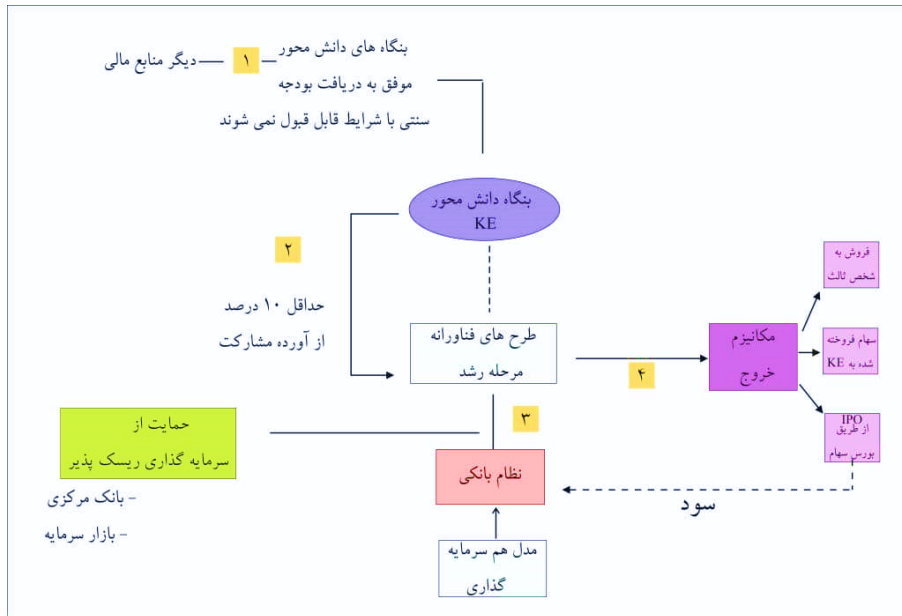 بنگاه های دانش محور
۱
دیگر منابع مالی
موفق به دریافت بودجه
سنتی با شرایط قابل قبول نمی شوند
بنگاه دانش محور
KE
۲
حداقل ۱۰ درصد
از آورده مشارکت
طرح های فناورانه
مرحله رشد
۴
مکانیزم
خروج
فروش به
شخص ثالث
سهام فروخته
شده به KE
IPO
از طریق
بورس سهام
۳
حمایت از
سرمایه گذاری ریسک پذیر
- بانک مرکزی
- بازار سرمایه
نظام بانکی
سود
مدل هم سرمایه
گذاری